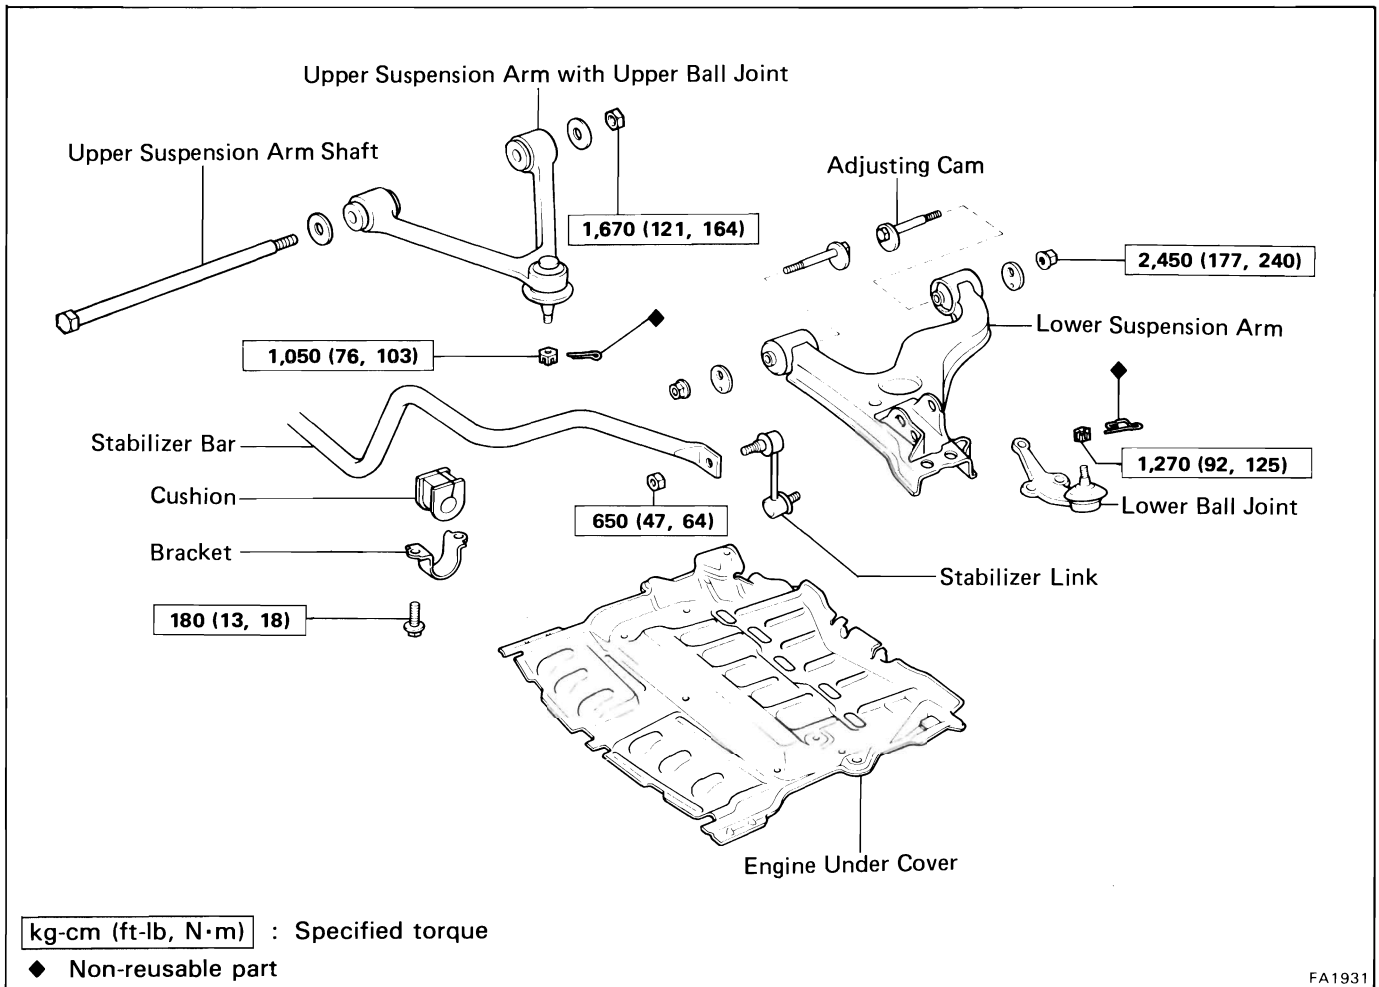 Upper Suspension Arm with Upper Ball Joint
Upper Suspension Arm Shaft
Adjusting Cam
1,670 (121, 164)
2,450 (177, 240)
Lower Suspension Arm
1,050 (76, 103)
Stabilizer Bar
1,270 (92, 125)
Cushion
Lower Ball Joint
650 (47, 64)
Bracket
Stabilizer Link
180 (13, 18)
Engine Under Cover
kg-cm (ft-lb, N·m) : Specified torque
◆ Non-reusable part
FA1931